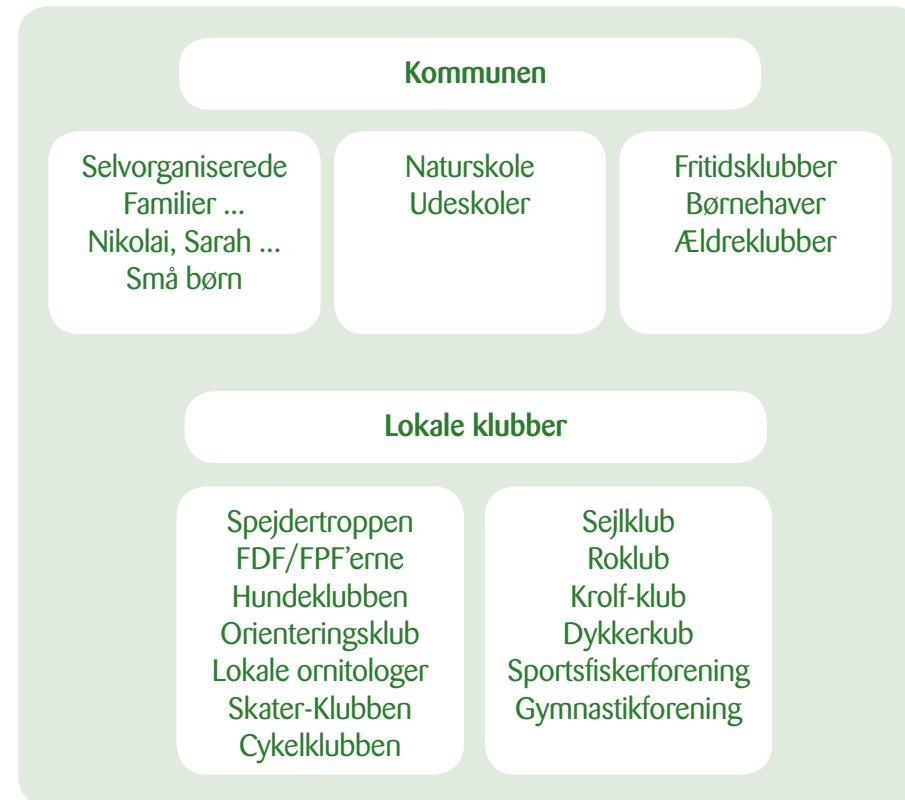 Kommunen
Selvorganiserede
Familier ...
Nikolai, Sarah ...
Små børn
Naturskole
Udeskoler
Fritidsklubber
Børnehaver
Ældreklubber
Lokale klubber
Spejdertroppen
FDF/FPF’erne
Hundeklubben
Orienteringsklub
Lokale ornitologer
Skater-Klubben
Cykelklubben
Sejlklub
Roklub
Krolf-klub
Dykkerkub
Sportsfiskerforening
Gymnastikforening